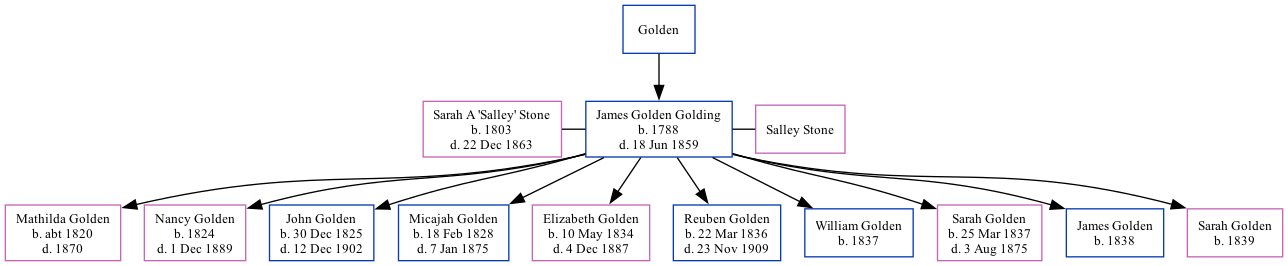 Golden
Sarah A 'Salley' Stone
b. 1803
d. 22 Dec 1863
James Golden Golding
b. 1788
d. 18 Jun 1859
Salley Stone
Mathilda Golden
b. abt 1820
d. 1870
Nancy Golden
b. 1824
d. 1 Dec 1889
John Golden
b. 30 Dec 1825
d. 12 Dec 1902
Micajah Golden
b. 18 Feb 1828
d. 7 Jan 1875
Elizabeth Golden
b. 10 May 1834
d. 4 Dec 1887
Reuben Golden
b. 22 Mar 1836
d. 23 Nov 1909
William Golden
b. 1837
Sarah Golden
b. 25 Mar 1837
d. 3 Aug 1875
James Golden
b. 1838
Sarah Golden
b. 1839